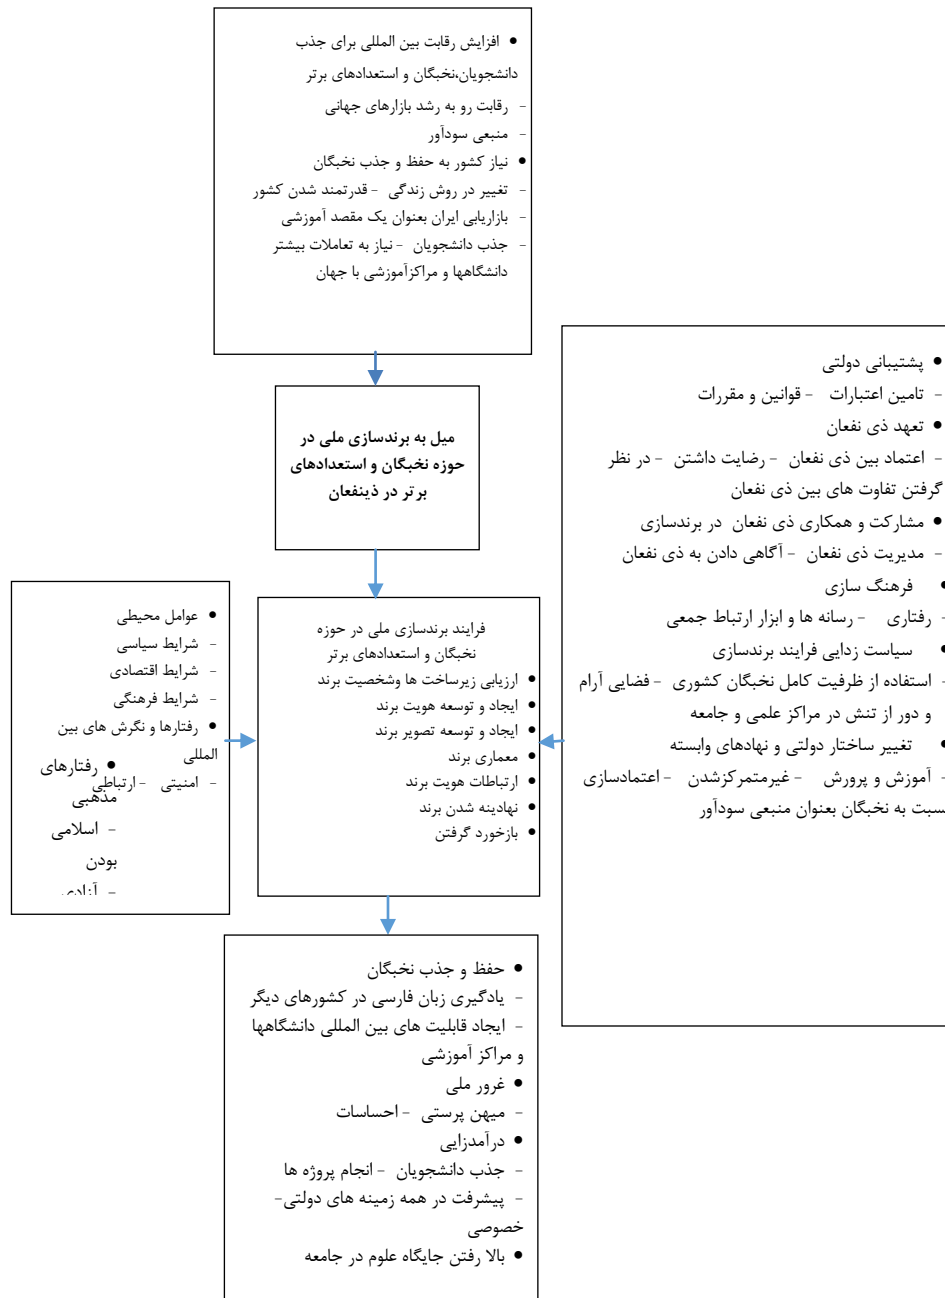 ● افزایش رقابت بین المللی برای جذب
دانشجویان،نخبگان و استعدادهای برتر
- رقابت رو به رشد بازارهای جهانی
- منبعی سودآور
● نیاز کشور به حفظ و جذب نخبگان
- تغییر در روش زندگی - قدرتمند شدن کشور
- بازاریابی ایران بعنوان یک مقصد آموزشی
- جذب دانشجویان - نیاز به تعاملات بیشتر
دانشگاهها و مراکزآموزشی با جهان
میل به برندسازی ملی در
حوزه نخبگان و استعدادهای
برتر در ذینفعان
● پشتیبانی دولتی
- تامین اعتبارات - قوانین و مقررات
● تعهد ذی نفعان
- اعتماد بین ذی نفعان - رضایت داشتن - در نظر
گرفتن تفاوت های بین ذی نفعان
● مشارکت و همکاری ذی نفعان در برندسازی
- مدیریت ذی نفعان - آگاهی دادن به ذی نفعان
● فرهنگ سازی
- رفتاری - رسانه ها و ابزار ارتباط جمعی
● سیاست زدایی فرایند برندسازی
- استفاده از ظرفیت کامل نخبگان کشوری - فضایی آرام
و دور از تنش در مراکز علمی و جامعه
● تغییر ساختار دولتی و نهادهای وابسته
- آموزش و پرورش - غیرمتمرکزشدن - اعتمادسازی
نسبت به نخبگان بعنوان منبعی سودآور
فرایند برندسازی ملی در حوزه
نخبگان و استعدادهای برتر
● ارزیابی زیرساخت ها وشخصیت برند
● ایجاد و توسعه هویت برند
● ایجاد و توسعه تصویر برند
● معماری برند
● ارتباطات هویت برند
● نهادینه شدن برند
● بازخورد گرفتن
● عوامل محیطی
- شرایط سیاسی
- شرایط اقتصادی
- شرایط فرهنگی
● رفتارها و نگرش های بین
المللی
- امنیتی - ارتباطی
● رفتارهای
مذهبی
- اسلامی
بودن
- آزادی
● حفظ و جذب نخبگان
- یادگیری زبان فارسی در کشورهای دیگر
- ایجاد قابلیت های بین المللی دانشگاهها
و مراکز آموزشی
● غرور ملی
- میهن پرستی - احساسات
● درآمدزایی
- جذب دانشجویان - انجام پروژه ها
- پیشرفت در همه زمینه های دولتی-
خصوصی
● بالا رفتن جایگاه علوم در جامعه